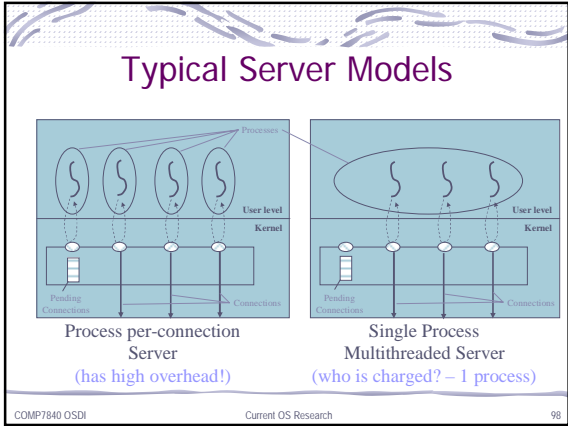 Typical Server Models
Processes
User level
Kernel
Pending
Connections
Connections
User level
Kernel
Pending
Connections
Connections
Process per-connection
Server
(has high overhead!)
Single Process
Multithreaded Server
(who is charged? – 1 process)
COMP7840 OSDI
Current OS Research
98